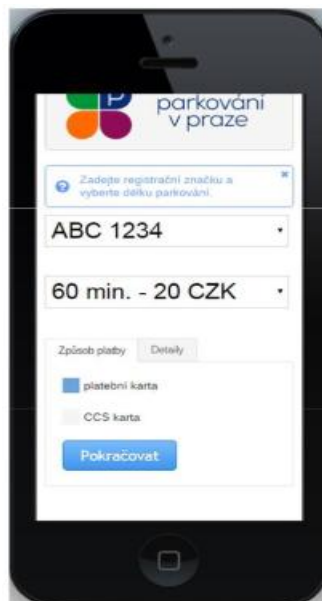 P
parkování
v praze
Zadejte registrační značku a
vyberte délku parkování.
ABC 1234
60 min. - 20 CZK
Způsob platby Detaily
platební karta
CCS karta
Pokračovat